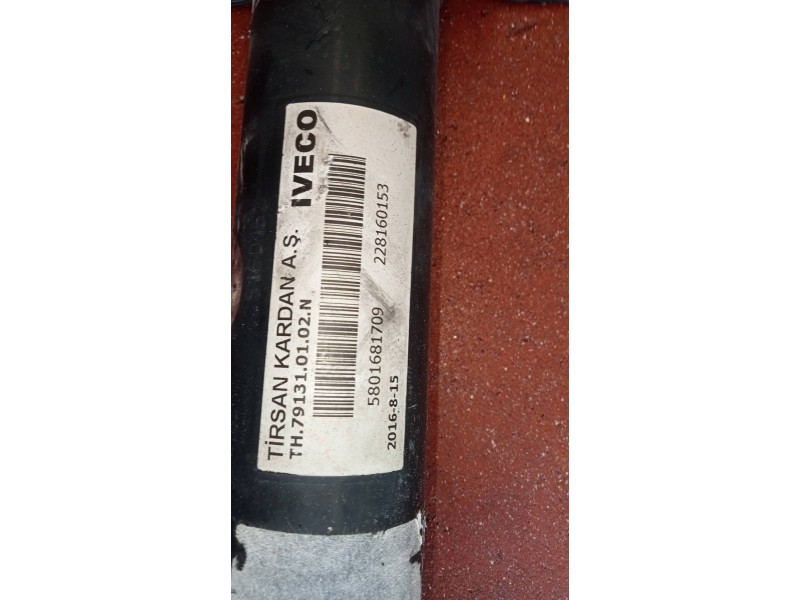 TİRSAN KARDAN A.Ş. IVECO
TH.79131.01.02.N
5801681709 228160153
2016-8-15